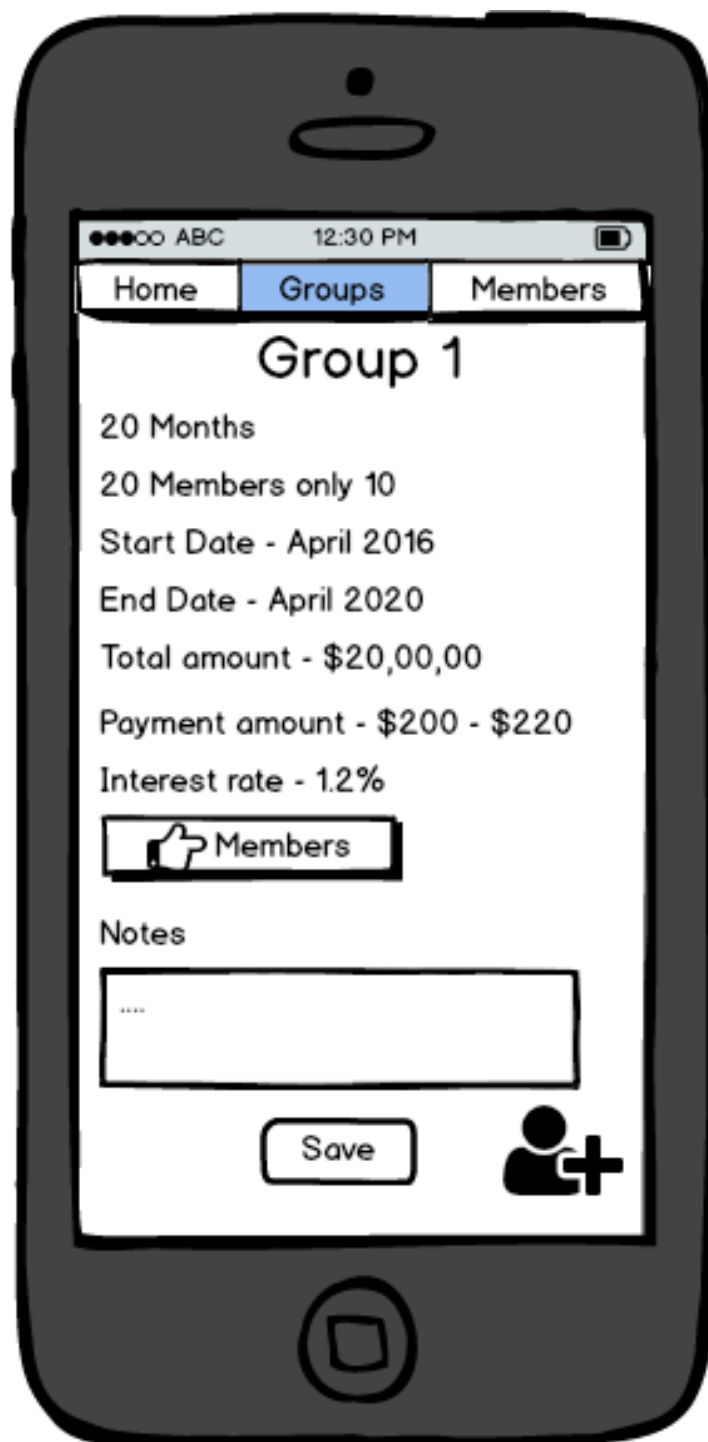 ABC 12:30 PM
Home Groups Members
Group 1
20 Months
20 Members only 10
Start Date - April 2016
End Date - April 2020
Total amount - $20,00,00
Payment amount - $200 - $220
Interest rate - 1.2%
Members
Notes
....
Save